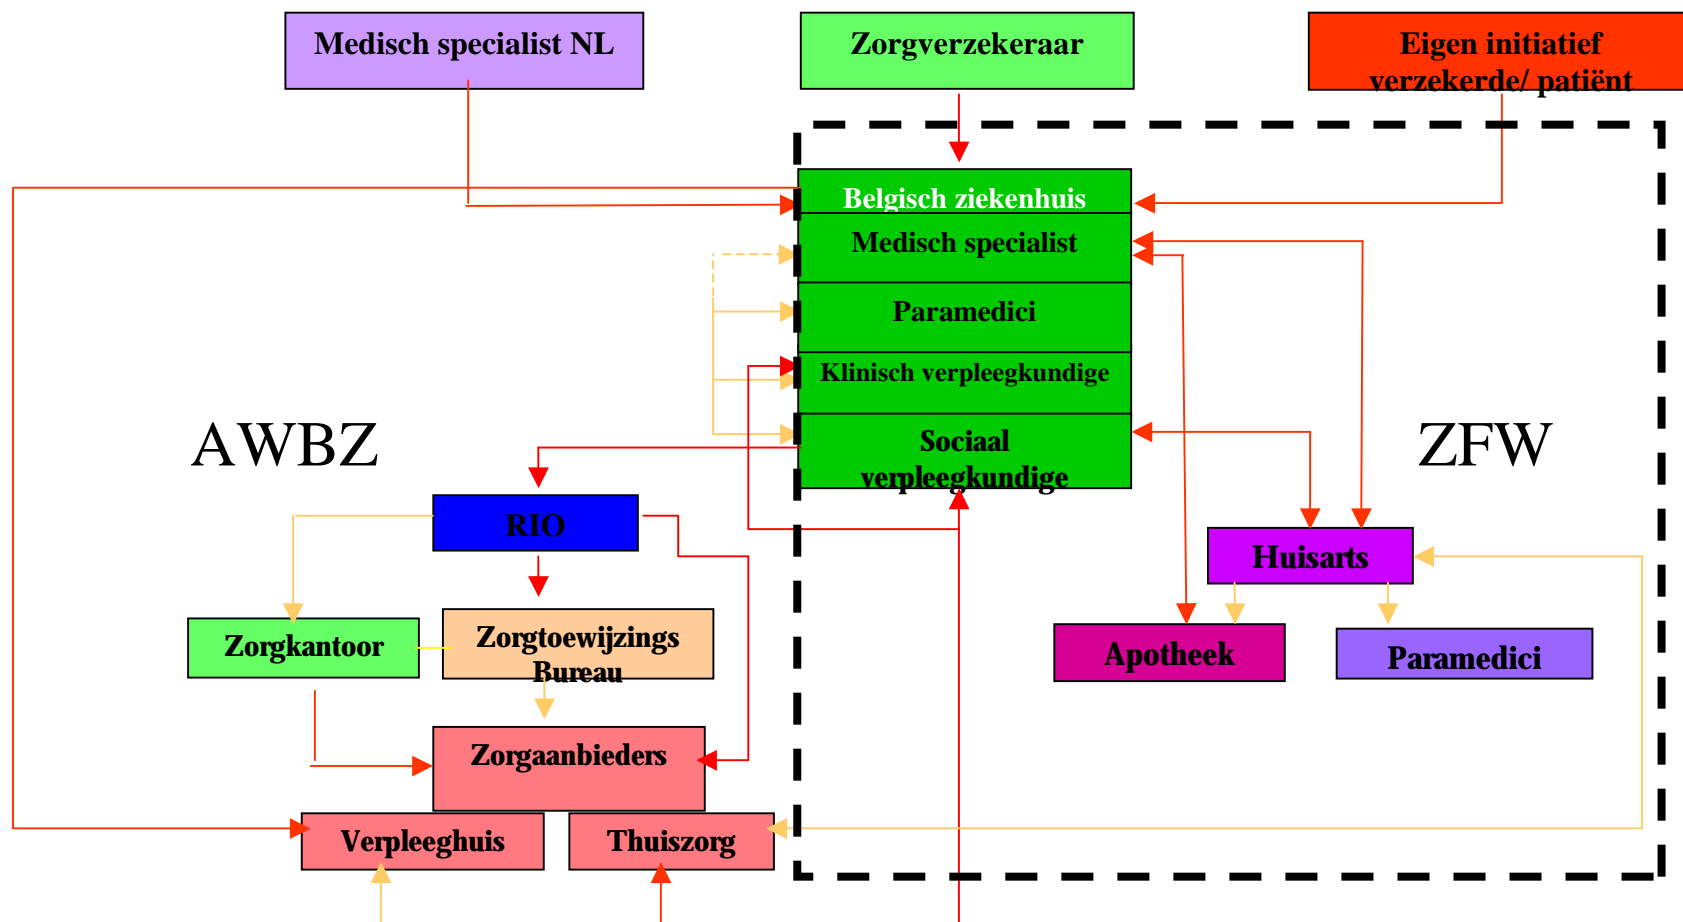 Medisch specialist NL
Zorgverzekeraar
Eigen initiatief
verzekerde/ patiënt
Belgisch ziekenhuis
Medisch specialist
Paramedici
Klinisch verpleegkundige
Sociaal
verpleegkundige
AWBZ
ZFW
RIO
Huisarts
Zorgkantoor
Zorgtoewijzings
Bureau
Apotheek
Paramedici
Zorgaanbieders
Verpleeghuis
Thuiszorg